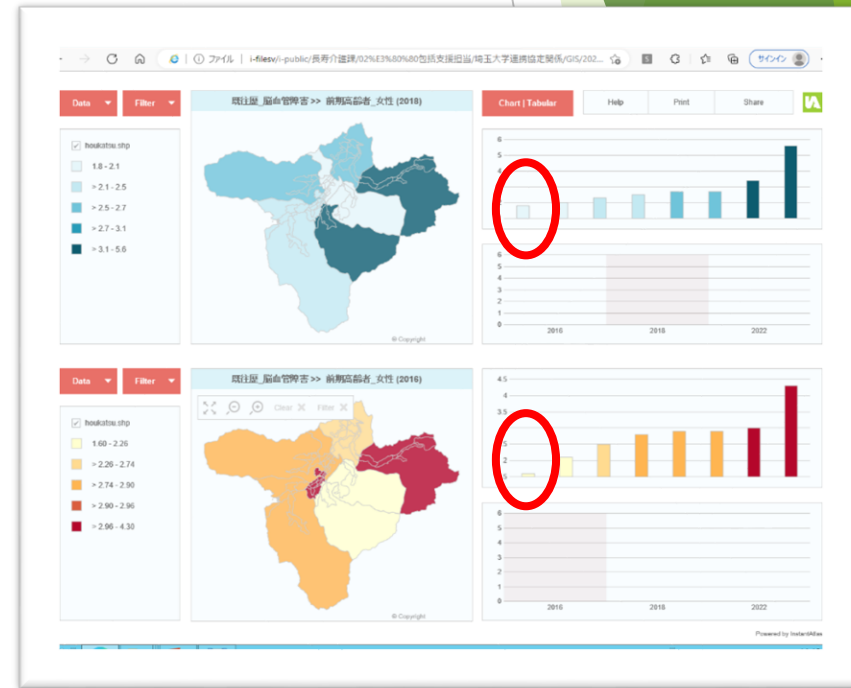 ファイル | i-filesv/i-public/長寿介護課/02%E3%80%80包括支援担当/埼玉大学連携協定関係/GIS/202...
サインイン
Data
Filter
既往歴_脳血管障害 >> 前期高齢者_女性 (2018)
Chart | Tabular
Help
Print
Share
houkatsu.shp
1.8 - 2.1
> 2.1 - 2.5
> 2.5 - 2.7
> 2.7 - 3.1
> 3.1 - 5.6
© Copyright
6
5
6
5
4
3
2
1
0
2016
2018
2022
Data
Filter
既往歴_脳血管障害 >> 前期高齢者_女性 (2016)
Clear
Filter
houkatsu.shp
1.60 - 2.26
> 2.26 - 2.74
> 2.74 - 2.90
> 2.90 - 2.96
> 2.96 - 4.30
© Copyright
4.5
4
3.5
6
5
4
3
2
1
0
2016
2018
2022
Powered by InstantAtlas